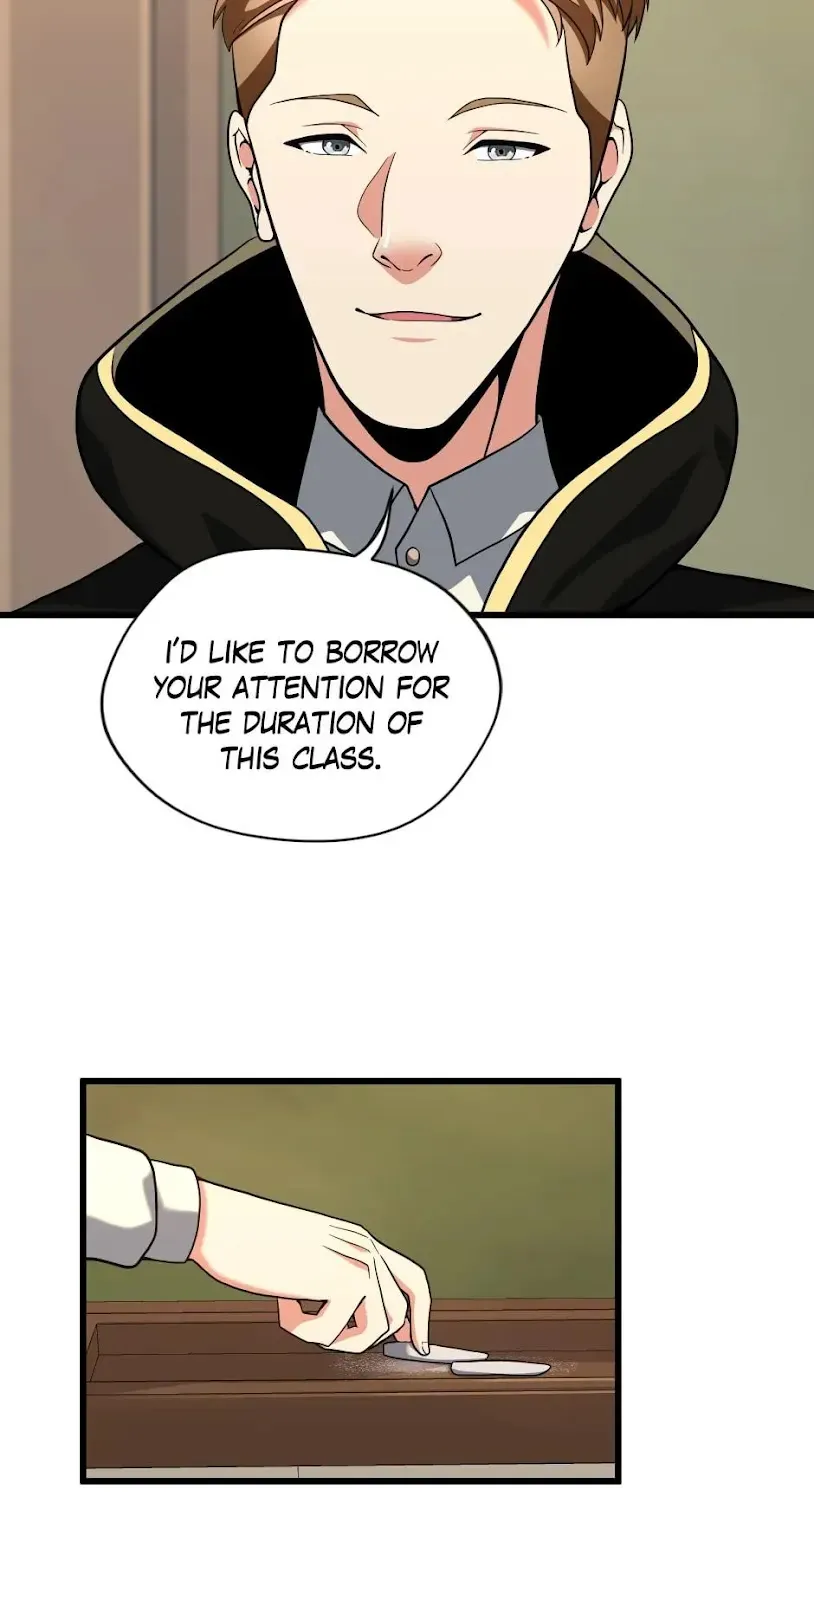 I'D LIKE TO BORROW
YOUR ATTENTION FOR
THE DURATION OF
THIS CLASS.